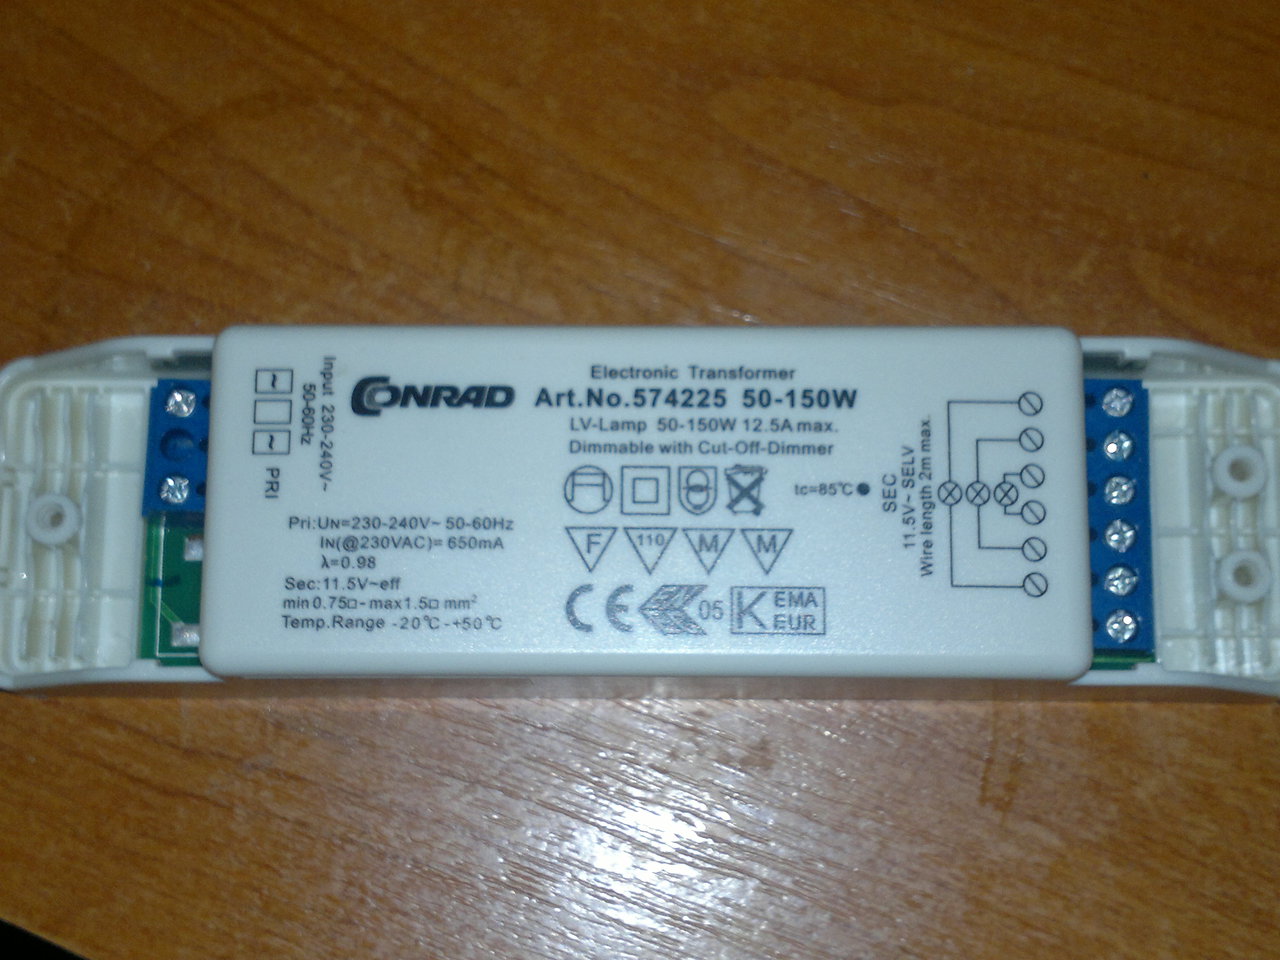 Input 230-240V~
50-60Hz
PRI
CONRAD
Electronic Transformer
Art.No.574225 50-150W
LV-Lamp 50-150W 12.5A max.
Dimmable with Cut-Off-Dimmer
tc=85℃
F 110 M M
CE 05 K EMA
EUR
Pri:UN=230-240V~ 50-60Hz
IN(@230VAC)= 650mA
λ=0.98
Sec:11.5V~eff
min 0.75□-max1.5□ mm²
Temp.Range -20℃-+50℃
SEC
11.5V~ SELV
Wire length 2m max.